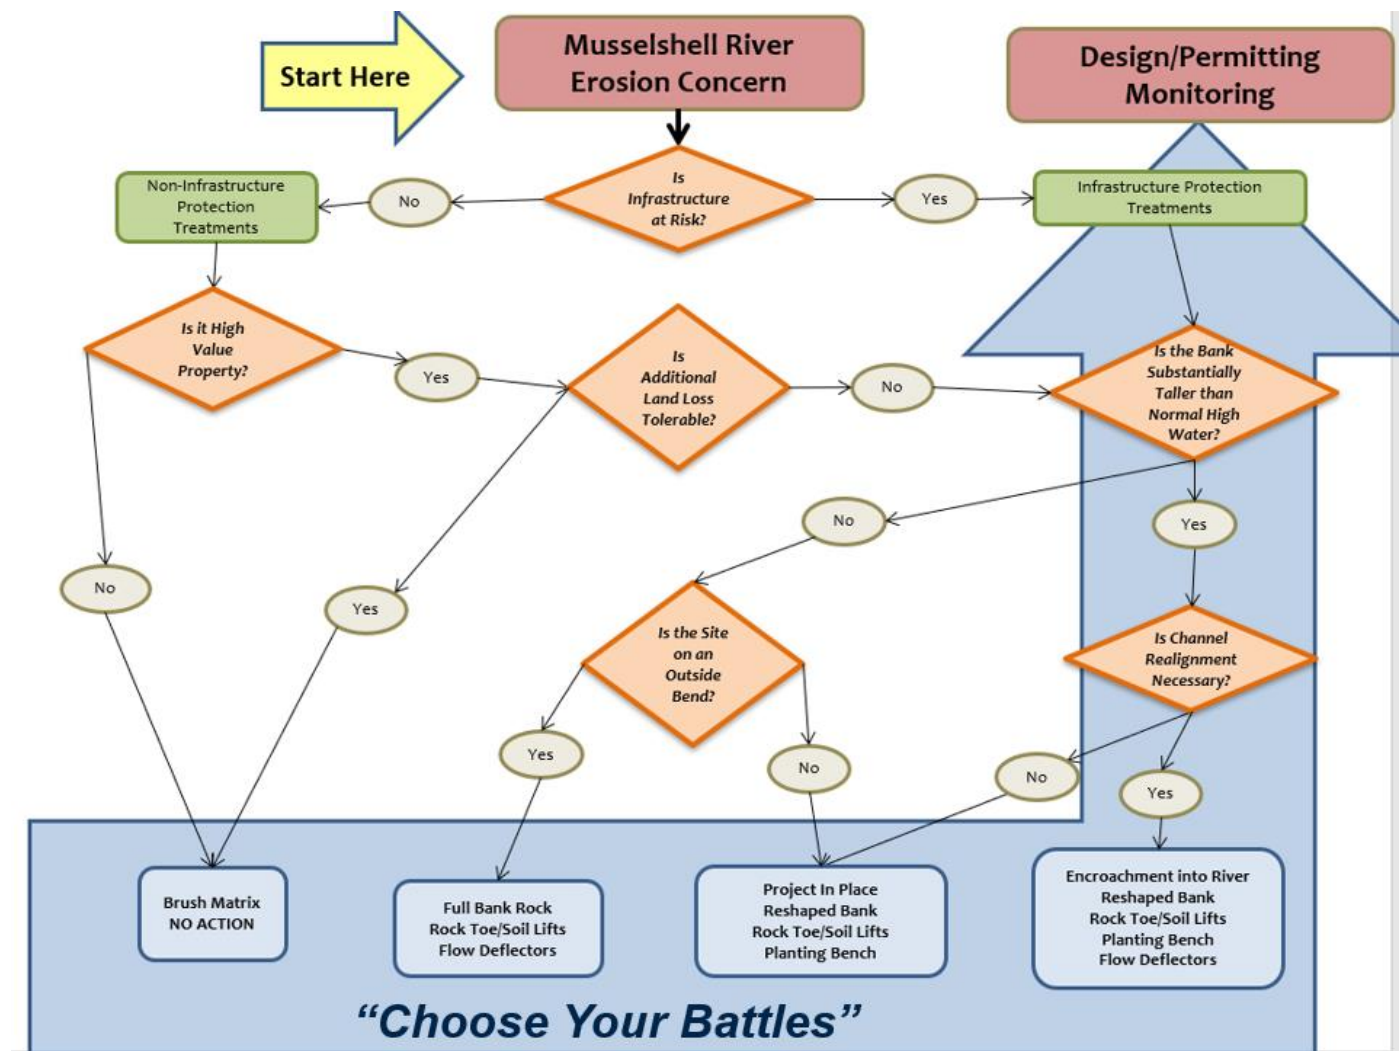 Start Here
Musselshell River
Erosion Concern
Design/Permitting
Monitoring
Is
Infrastructure
at Risk?
No
Yes
Non-Infrastructure
Protection
Treatments
Infrastructure Protection
Treatments
Is it High
Value
Property?
Yes
Is
Additional
Land Loss
Tolerable?
No
Is the Bank
Substantially
Taller than
Normal High
Water?
No
Yes
No
Yes
Is the Site
on an
Outside
Bend?
Is Channel
Realignment
Necessary?
Yes
No
No
Yes
Brush Matrix
NO ACTION
Full Bank Rock
Rock Toe/Soil Lifts
Flow Deflectors
Project In Place
Reshaped Bank
Rock Toe/Soil Lifts
Planting Bench
Encroachment into River
Reshaped Bank
Rock Toe/Soil Lifts
Planting Bench
Flow Deflectors
“Choose Your Battles”